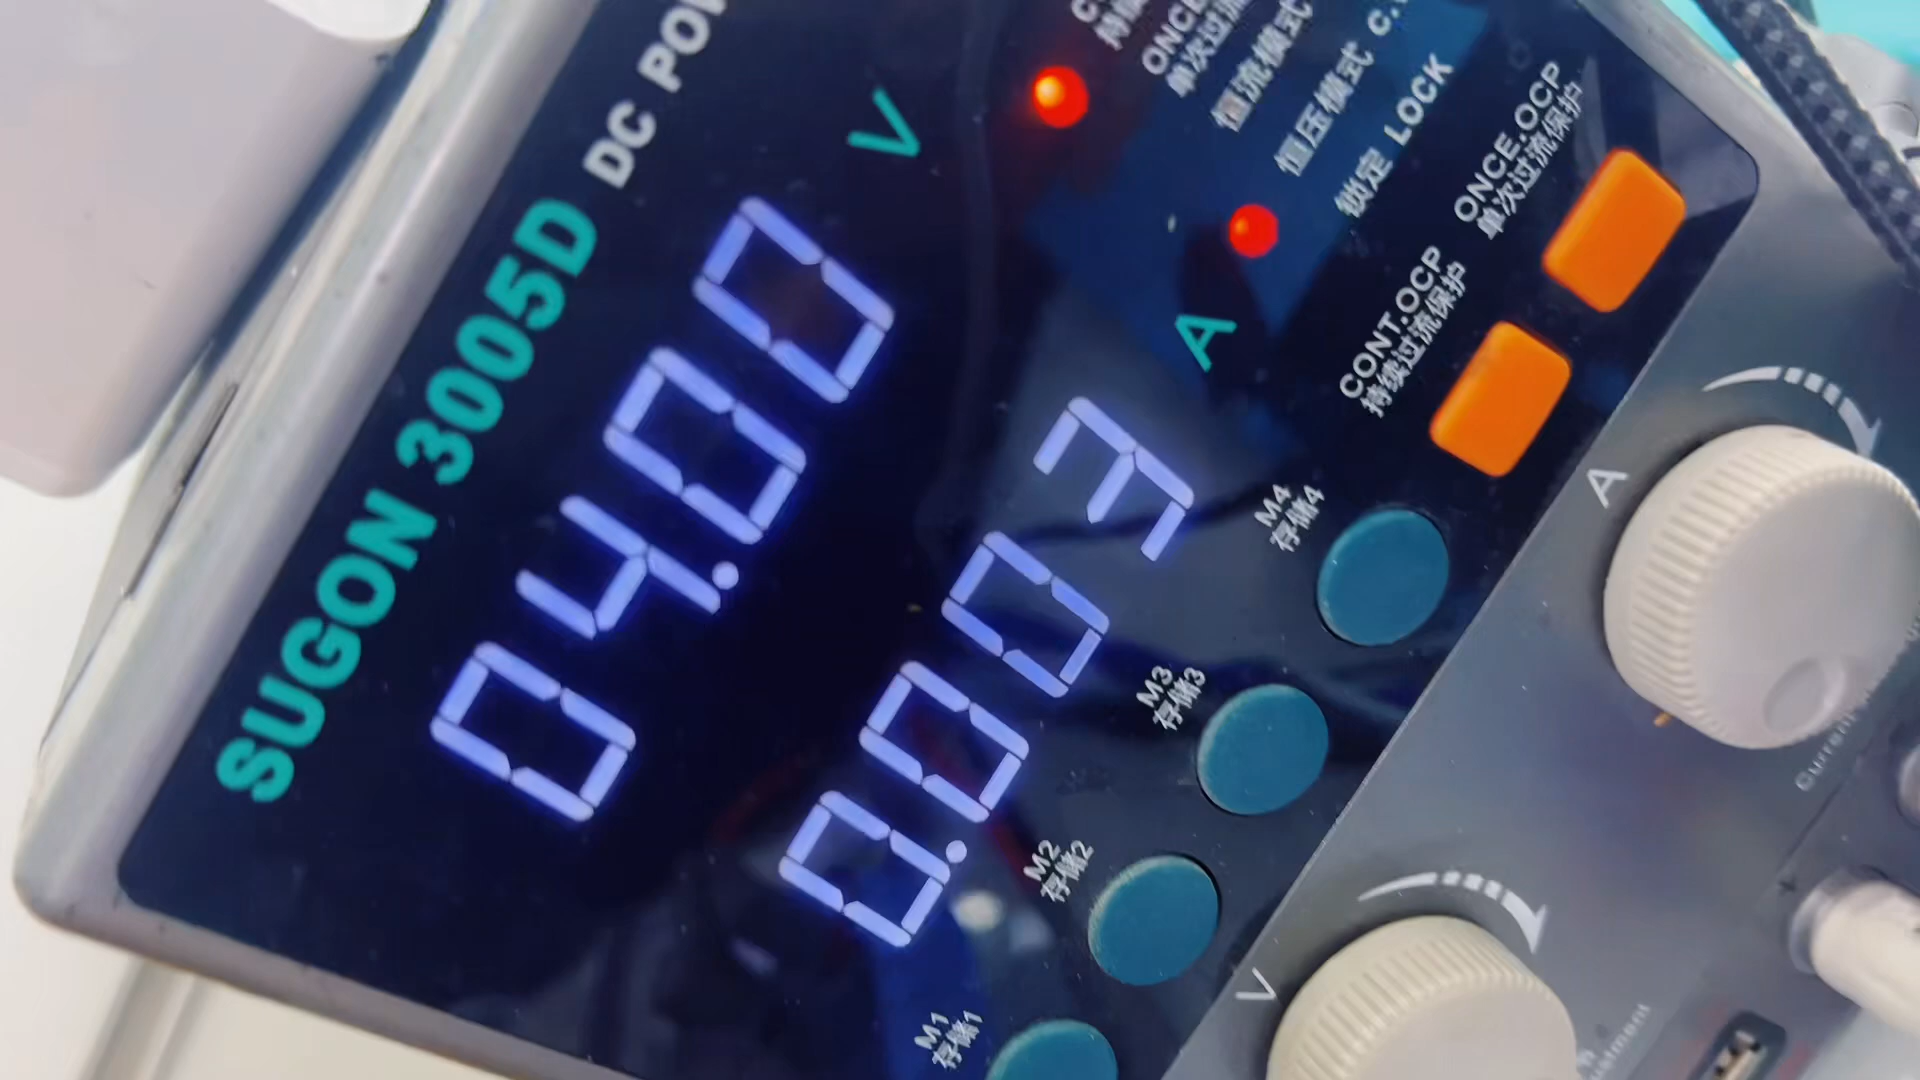 SUGON 3005D DC POW
04.00 V
0.003 A
ONCE
单次过流
恒流模式
恒压模式 C.
锁定 LOCK
ONCE.OCP
单次过流保护
CONT.OCP
持续过流保护
M4
存储4
M3
存储3
M2
存储2
M1
存储1
A
V
Current